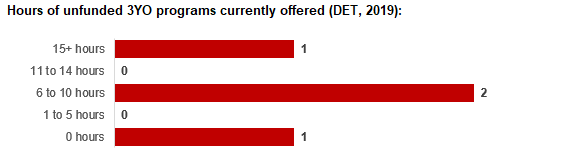 Hours of unfunded 3YO programs currently offered (DET, 2019):
15+ hours 1
11 to 14 hours 0
6 to 10 hours 2
1 to 5 hours 0
0 hours 1